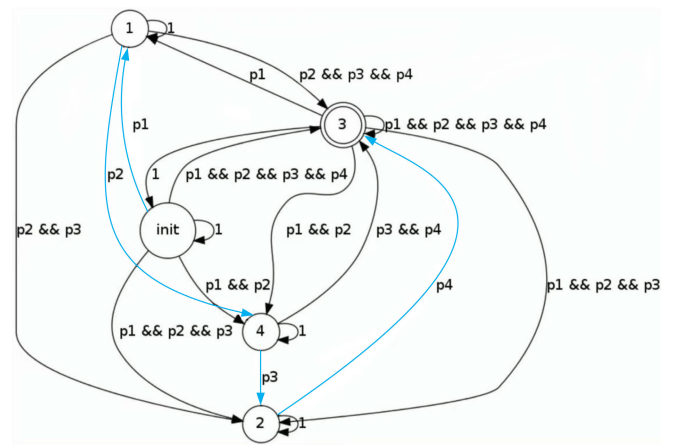 1
1
p1
p2 && p3 && p4
3
p1 && p2 && p3 && p4
p1
p2
1
p1 && p2 && p3 && p4
init
1
p2 && p3
p1 && p2
p3 && p4
p1 && p2
p4
p1 && p2 && p3
p1 && p2 && p3
4
1
p3
2
1